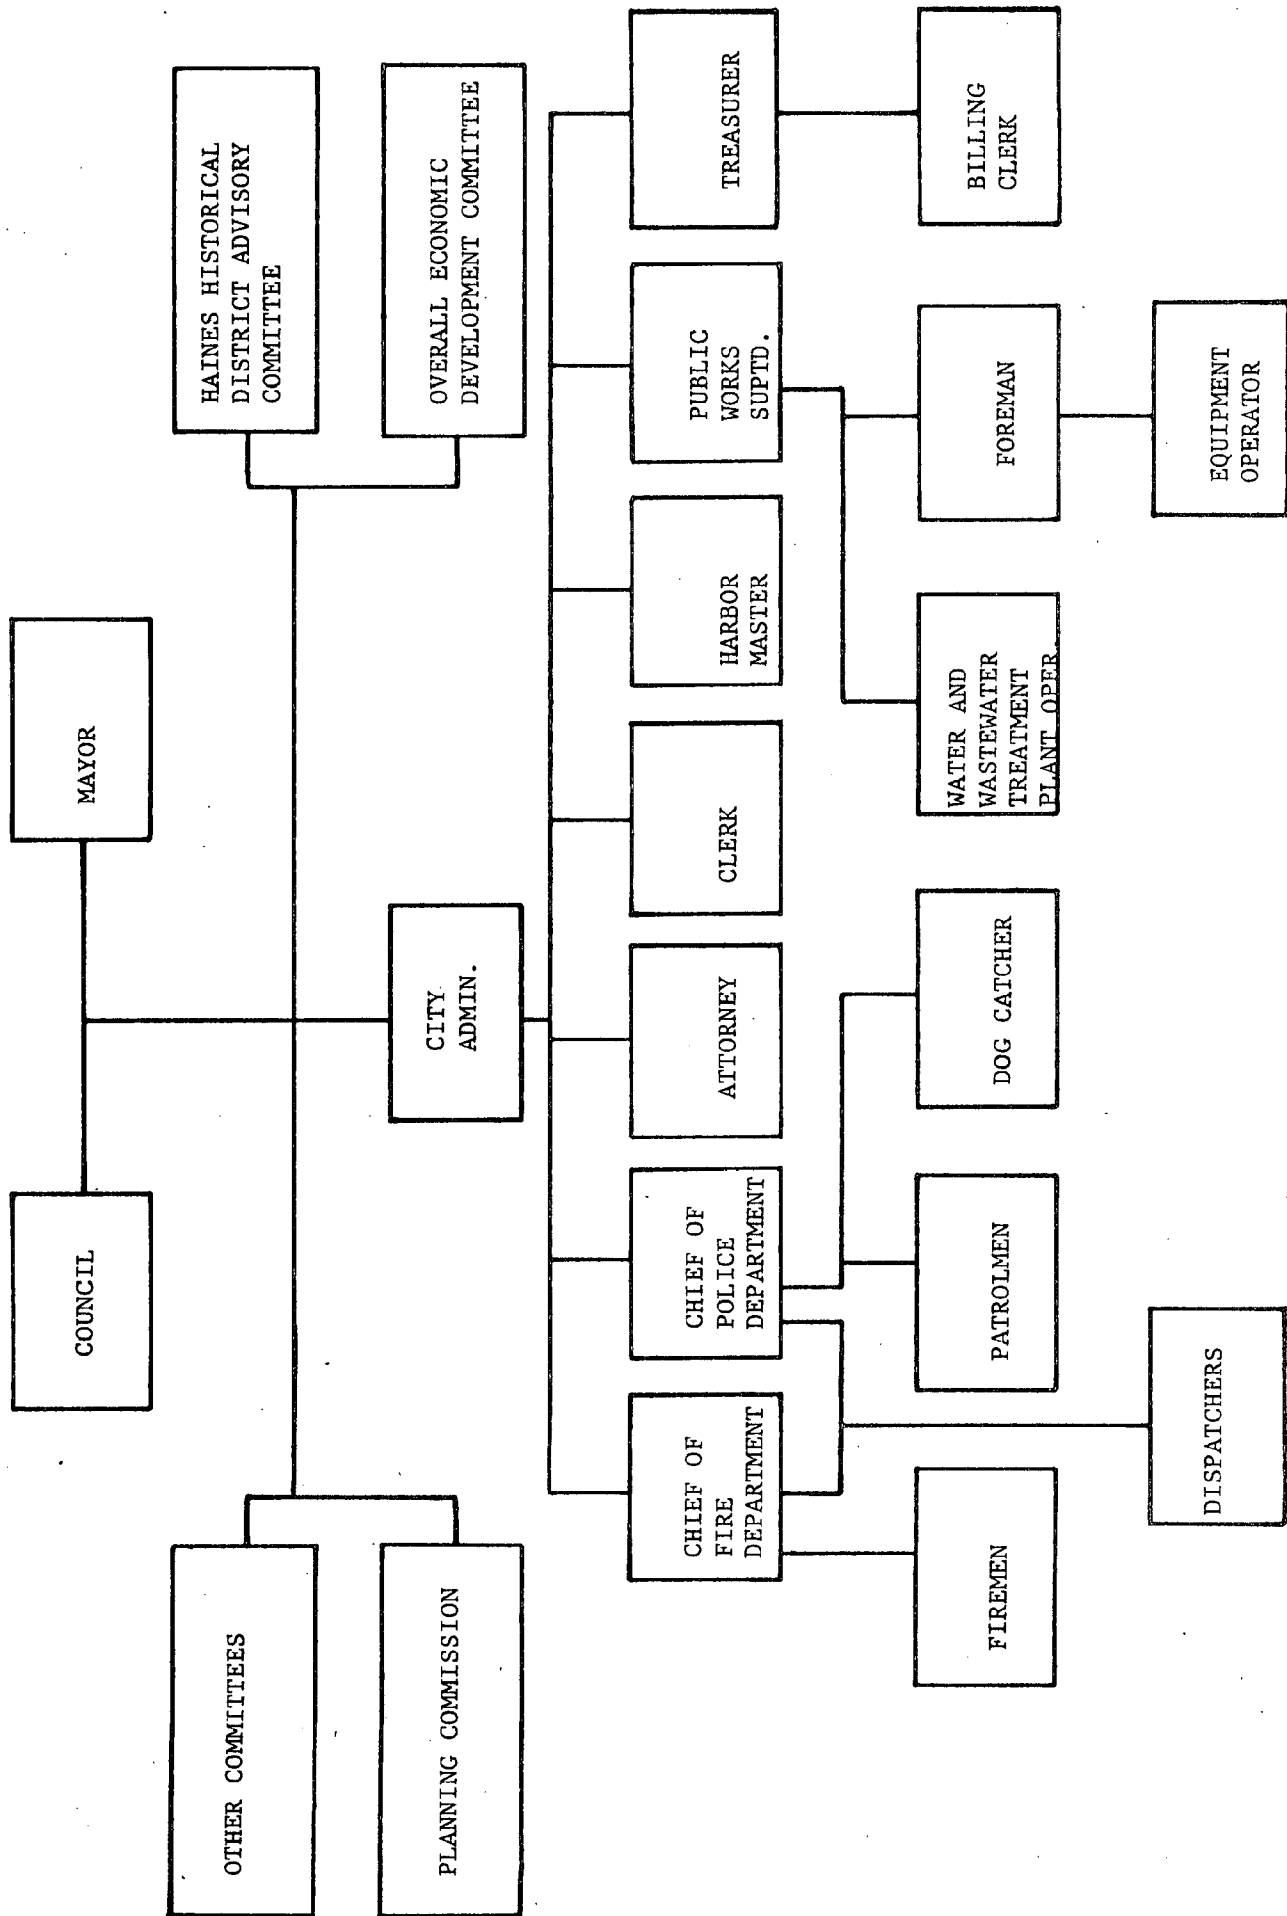 COUNCIL
MAYOR
OTHER COMMITTEES
HAINES HISTORICAL
DISTRICT ADVISORY
COMMITTEE
PLANNING COMMISSION
OVERALL ECONOMIC
DEVELOPMENT COMMITTEE
CITY
ADMIN.
CHIEF OF
FIRE
DEPARTMENT
CHIEF OF
POLICE
DEPARTMENT
ATTORNEY
CLERK
HARBOR
MASTER
PUBLIC
WORKS
SUPTD.
TREASURER
FIREMEN
PATROLMEN
DOG CATCHER
WATER AND
WASTEWATER
TREATMENT
PLANT OPER.
FOREMAN
BILLING
CLERK
DISPATCHERS
EQUIPMENT
OPERATOR